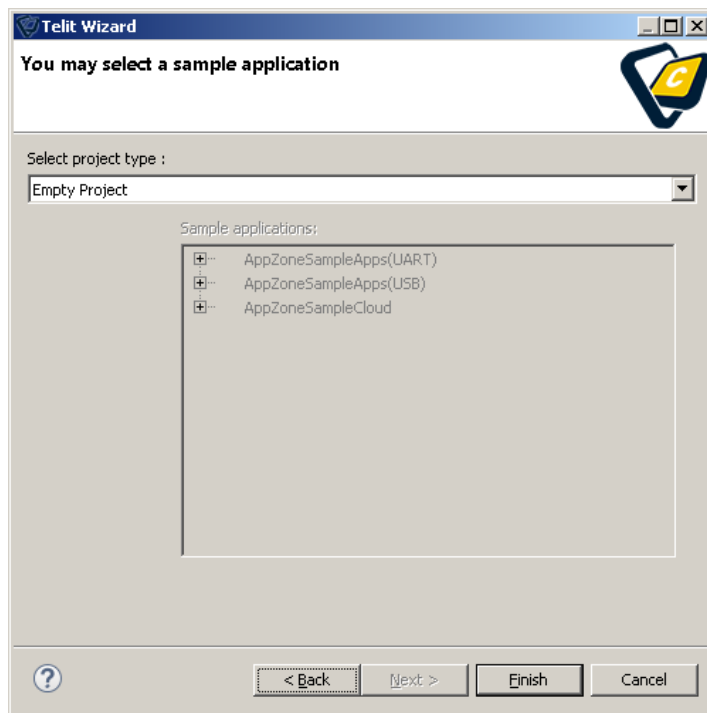 Telit Wizard
You may select a sample application
C
Select project type :
Empty Project
Sample applications:
AppZoneSampleApps(UART)
AppZoneSampleApps(USB)
AppZoneSampleCloud
?
< Back
Next >
Finish
Cancel